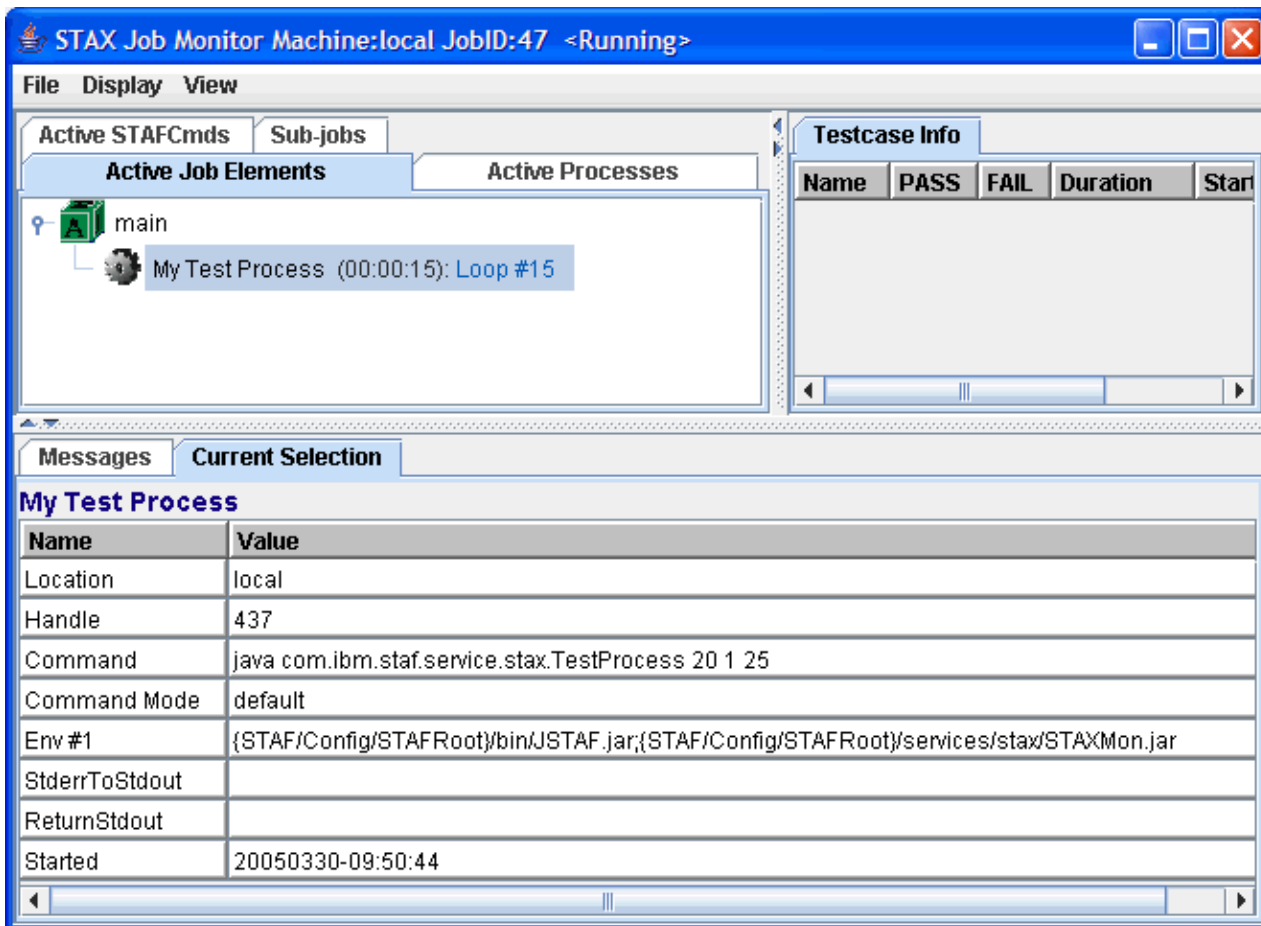 STAX Job Monitor Machine:local JobID:47 <Running>
File Display View
Active STAFCmds Sub-jobs
Active Job Elements Active Processes
A main
My Test Process (00:00:15): Loop #15
Testcase Info
Name PASS FAIL Duration Start
Messages Current Selection
My Test Process
Name Value
Location local
Handle 437
Command java com.ibm.staf.service.stax.TestProcess 20 1 25
Command Mode default
Env #1 {STAF/Config/STAFRoot}/bin/JSTAF.jar;{STAF/Config/STAFRoot}/services/stax/STAXMon.jar
StderrToStdout
ReturnStdout
Started 20050330-09:50:44